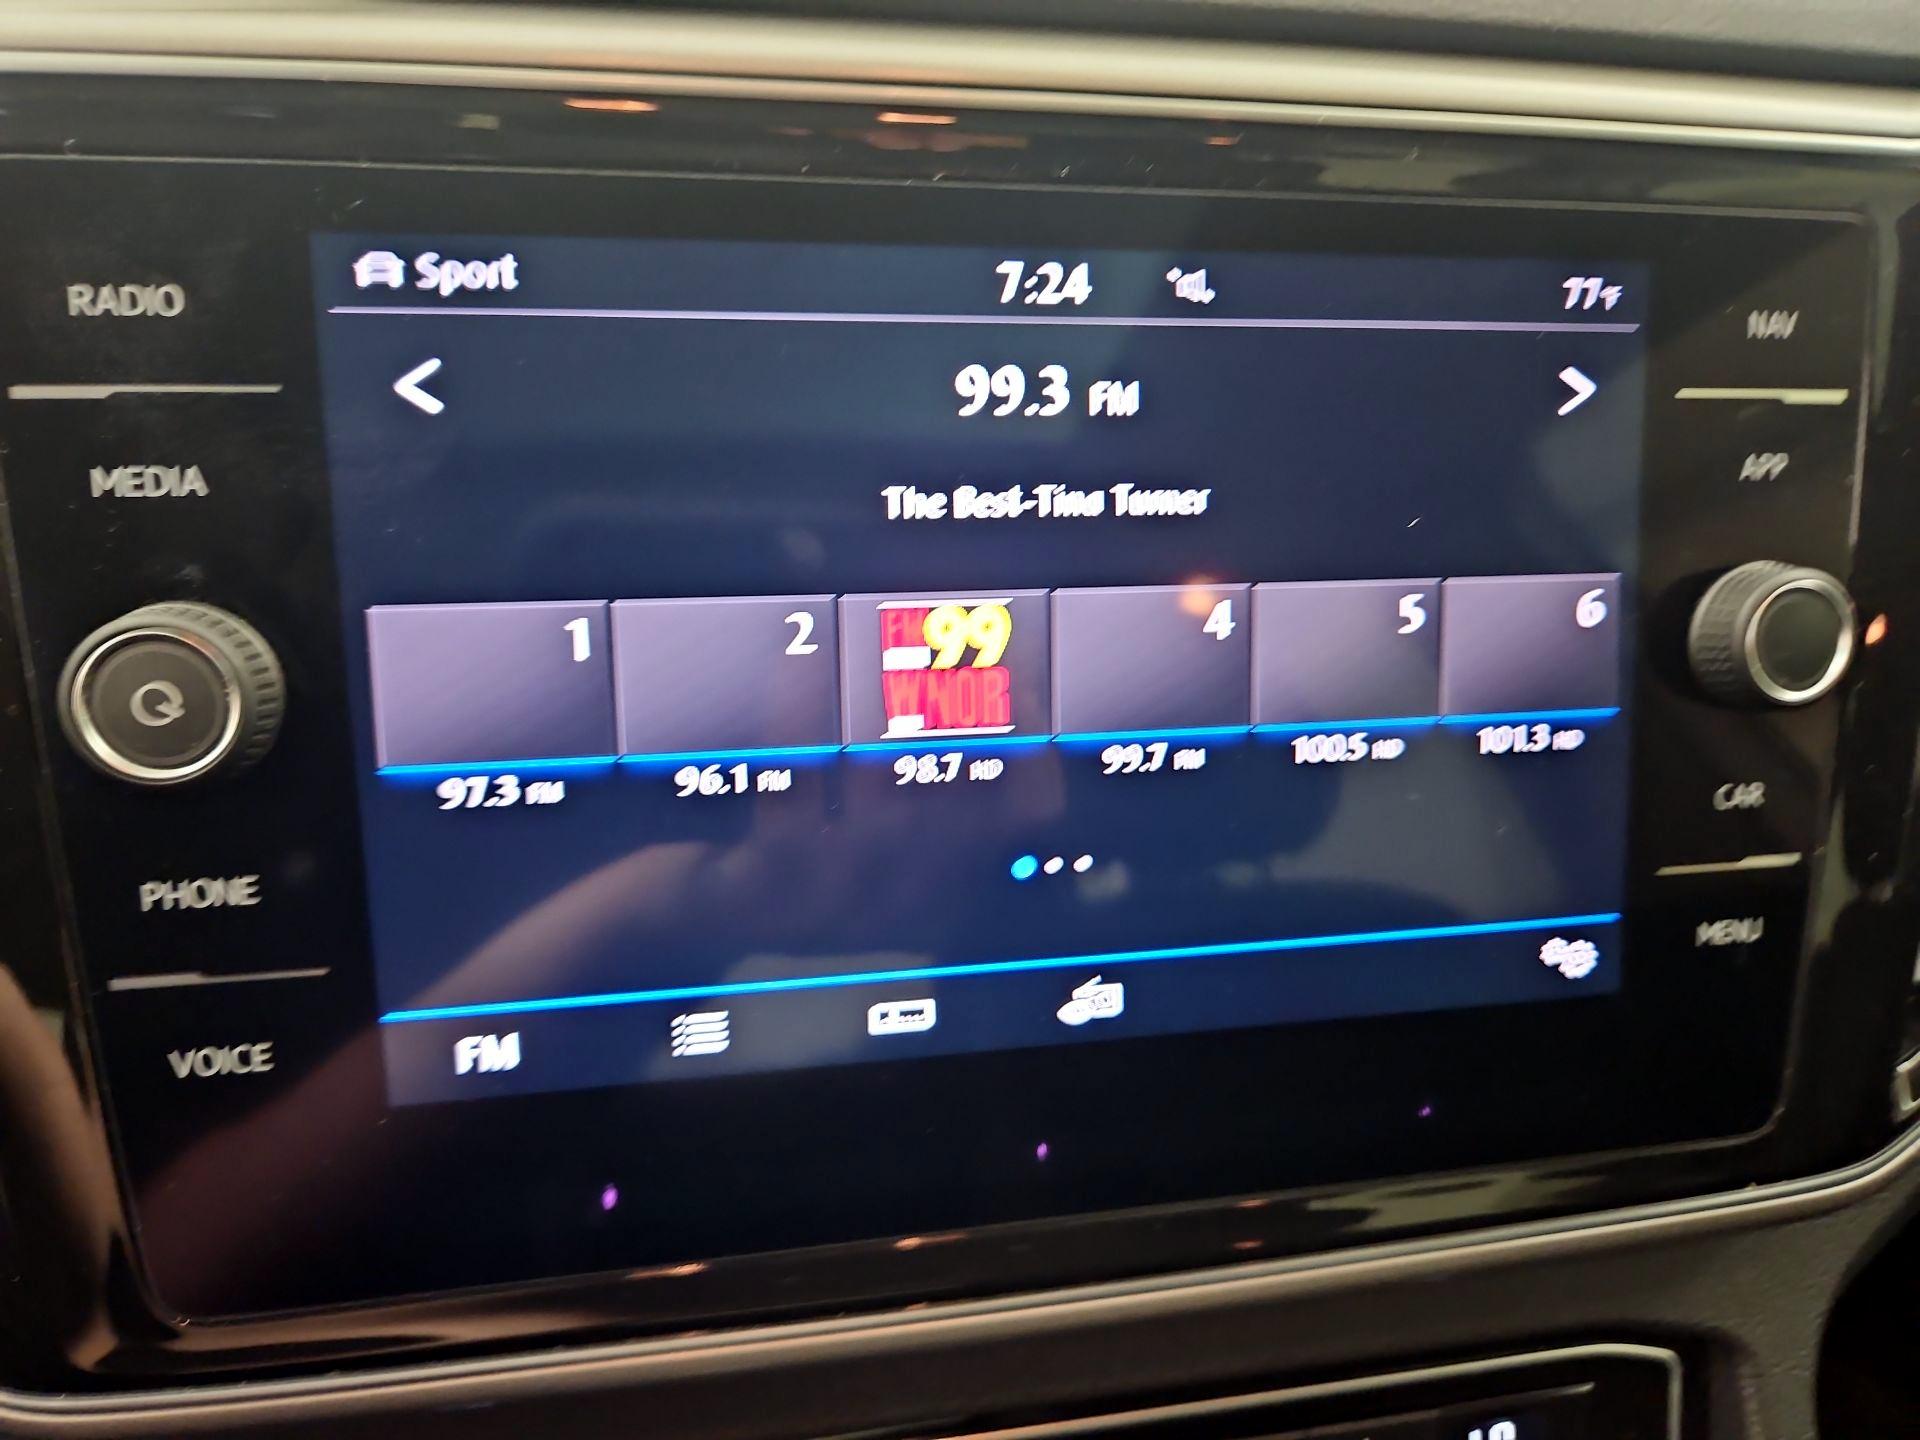 RADIO
MEDIA
PHONE
VOICE
Sport
7:24
77°F
99.3 FM
The Best-Tina Turner
1
2
FM99
WNOR
4
5
6
97.3 FM
96.1 FM
98.7 HD
99.7 FM
100.5 HD
101.3 HD
FM
NAV
APP
CAR
MENU